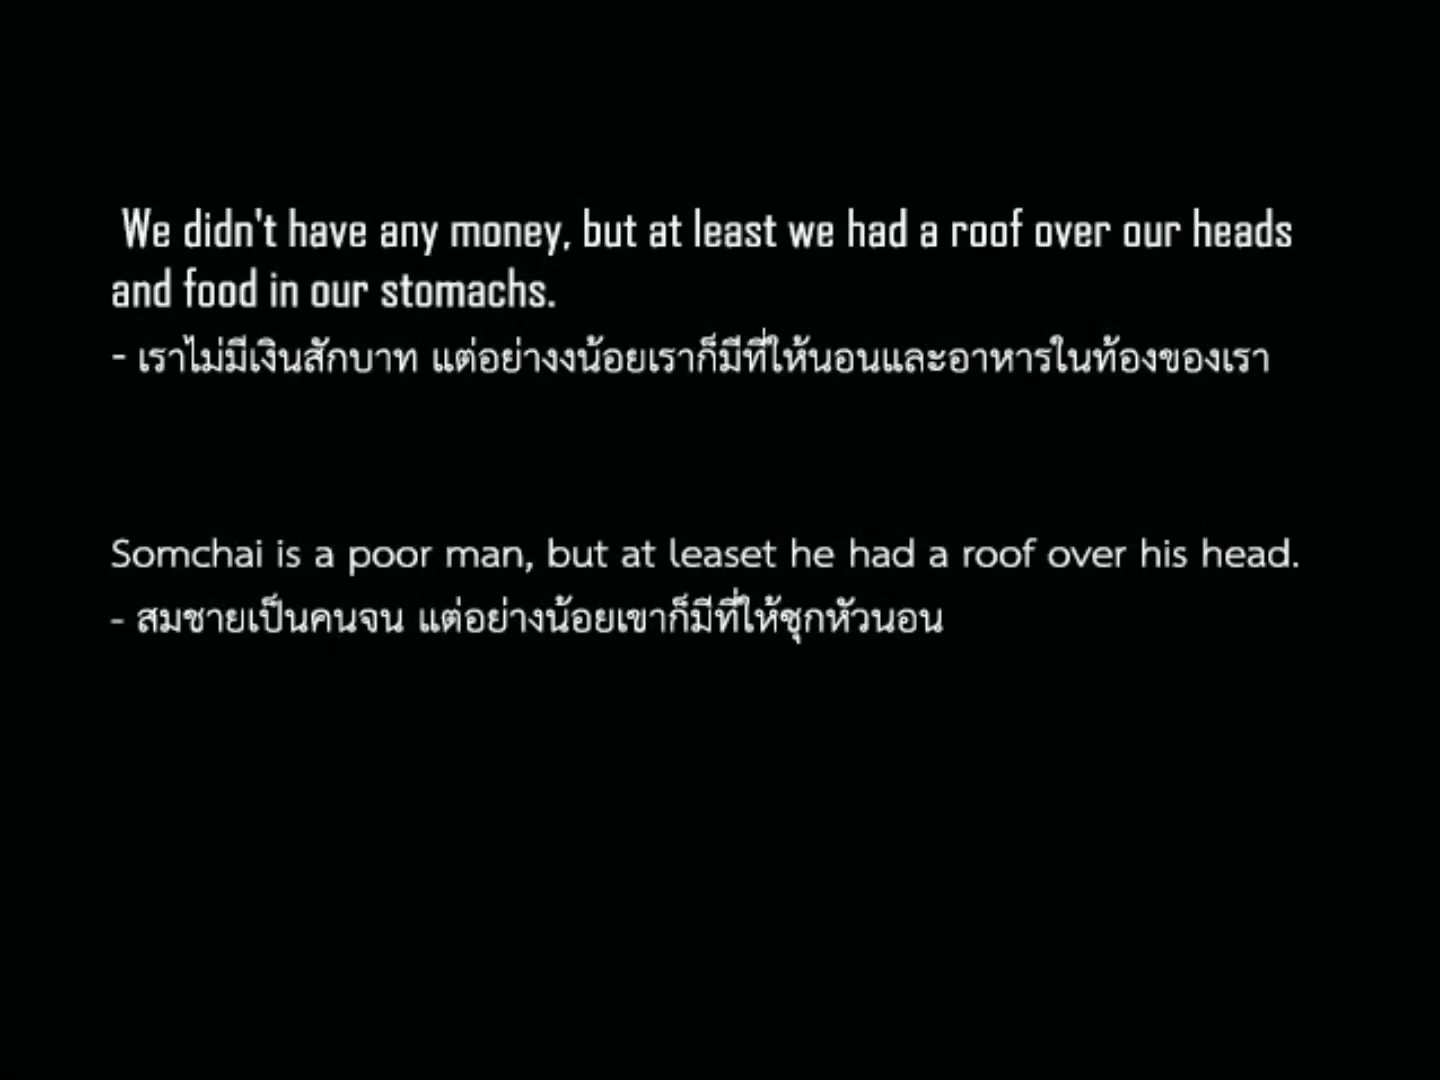 We didn't have any money, but at least we had a roof over our heads
and food in our stomachs.
- เราไม่มีเงินสักบาท แต่อย่างงน้อยเราก็มีที่ให้นอนและอาหารในท้องของเรา
Somchai is a poor man, but at leaset he had a roof over his head.
- สมชายเป็นคนจน แต่อย่างน้อยเขาก็มีที่ให้ซุกหัวนอน